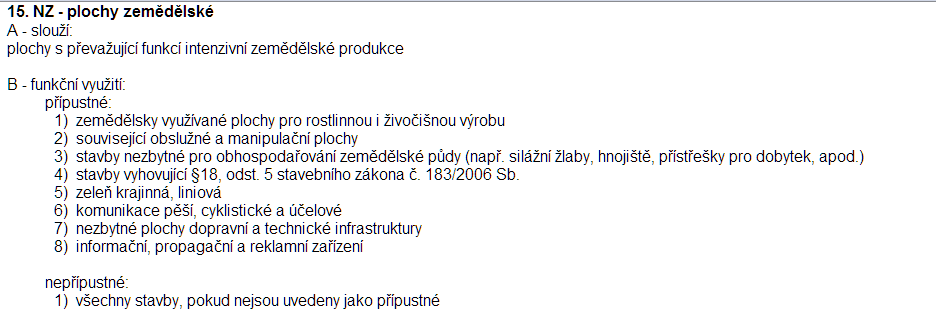 15. NZ - plochy zemědělské
A - slouží:
plochy s převažující funkcí intenzivní zemědělské produkce
B - funkční využití:
přípustné:
1) zemědělsky využívané plochy pro rostlinnou i živočišnou výrobu
2) související obslužné a manipulační plochy
3) stavby nezbytné pro obhospodařování zemědělské půdy (např. silážní žlaby, hnojiště, přístřešky pro dobytek, apod.)
4) stavby vyhovující §18, odst. 5 stavebního zákona č. 183/2006 Sb.
5) zeleň krajinná, liniová
6) komunikace pěší, cyklistické a účelové
7) nezbytné plochy dopravní a technické infrastruktury
8) informační, propagační a reklamní zařízení
nepřípustné:
1) všechny stavby, pokud nejsou uvedeny jako přípustné